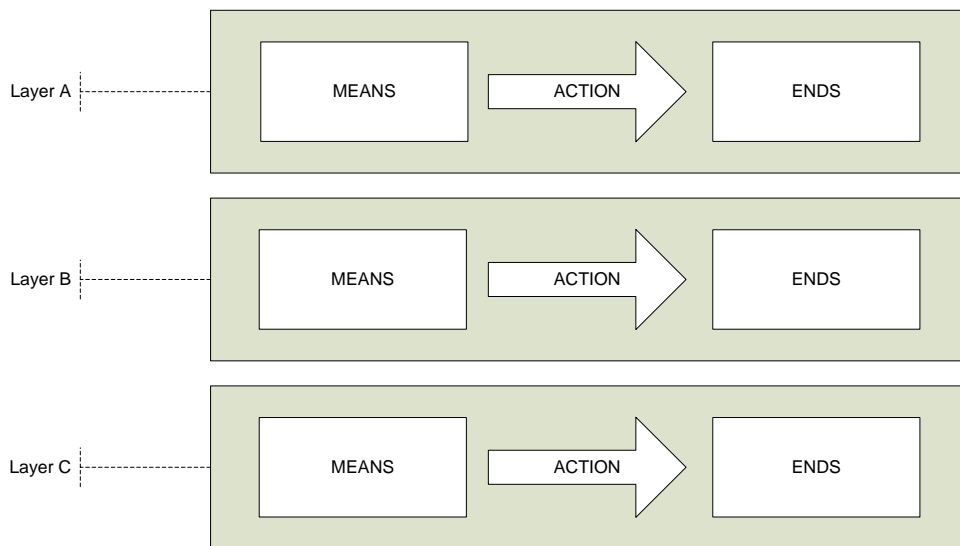 Layer A
MEANS
ACTION
ENDS
Layer B
MEANS
ACTION
ENDS
Layer C
MEANS
ACTION
ENDS